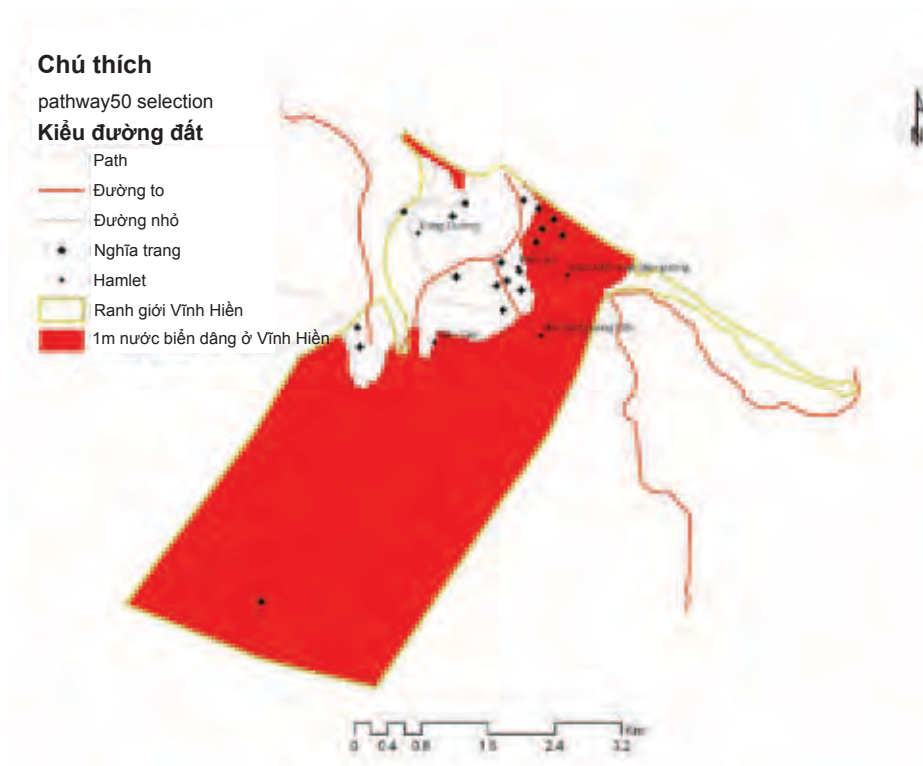 Chú thích
pathway50 selection
Kiểu đường đất
Path
Đường to
Đường nhỏ
Nghĩa trang
Hamlet
Ranh giới Vĩnh Hiền
1m nước biển dâng ở Vĩnh Hiền
0 0.4 0.8 1.6 2.4 3.2